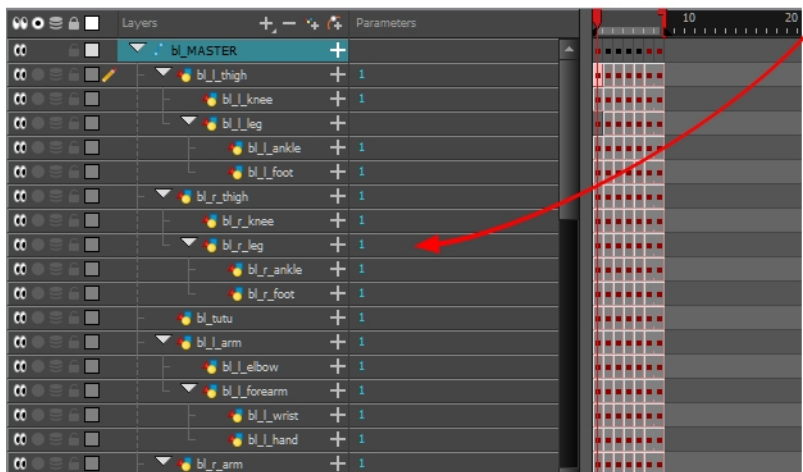 Layers Parameters 10 20
bl_MASTER
bl_l_thigh 1
bl_l_knee 1
bl_l_leg 1
bl_l_ankle 1
bl_l_foot 1
bl_r_thigh 1
bl_r_knee 1
bl_r_leg 1
bl_r_ankle 1
bl_r_foot 1
bl_tutu 1
bl_l_arm 1
bl_l_elbow 1
bl_l_forearm 1
bl_l_wrist 1
bl_l_hand 1
bl_r_arm 1